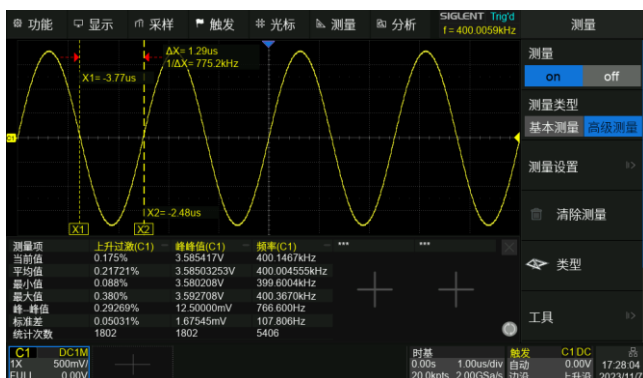 功能 显示 采样 触发 光标 测量 分析 SIGLENT Trig'd 测量
f = 400.0059kHz
ΔX= 1.29us
1/ΔX= 775.2kHz
X1= -3.77us
X2= -2.48us
X1 X2
C1
测量
on off
测量类型
基本测量 高级测量
测量设置
清除测量
类型
工具
测量项 上升过激(C1) 峰峰值(C1) 频率(C1) *** ***
当前值 0.175% 3.585417V 400.1467kHz
平均值 0.21721% 3.58503253V 400.004555kHz
最小值 0.088% 3.580208V 399.6004kHz
最大值 0.380% 3.592708V 400.3670kHz
峰--峰值 0.29269% 12.50000mV 766.600Hz
标准差 0.05031% 1.67545mV 107.806Hz
统计次数 1802 1802 5406
C1 DC1M
1X 500mV/
FULL 0.00V
时基
0.00s 1.00us/div
20.0kpts 2.00GSa/s
触发 C1 DC
自动 0.00V
边沿 上升沿
17:28:04